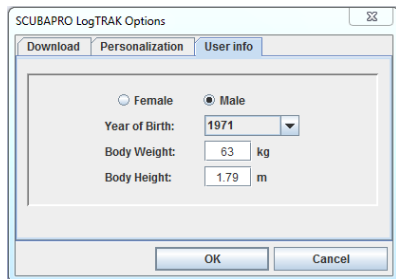 SCUBAPRO LogTRAK Options
Download Personalization User info
Female Male
Year of Birth: 1971
Body Weight: 63 kg
Body Height: 1.79 m
OK Cancel